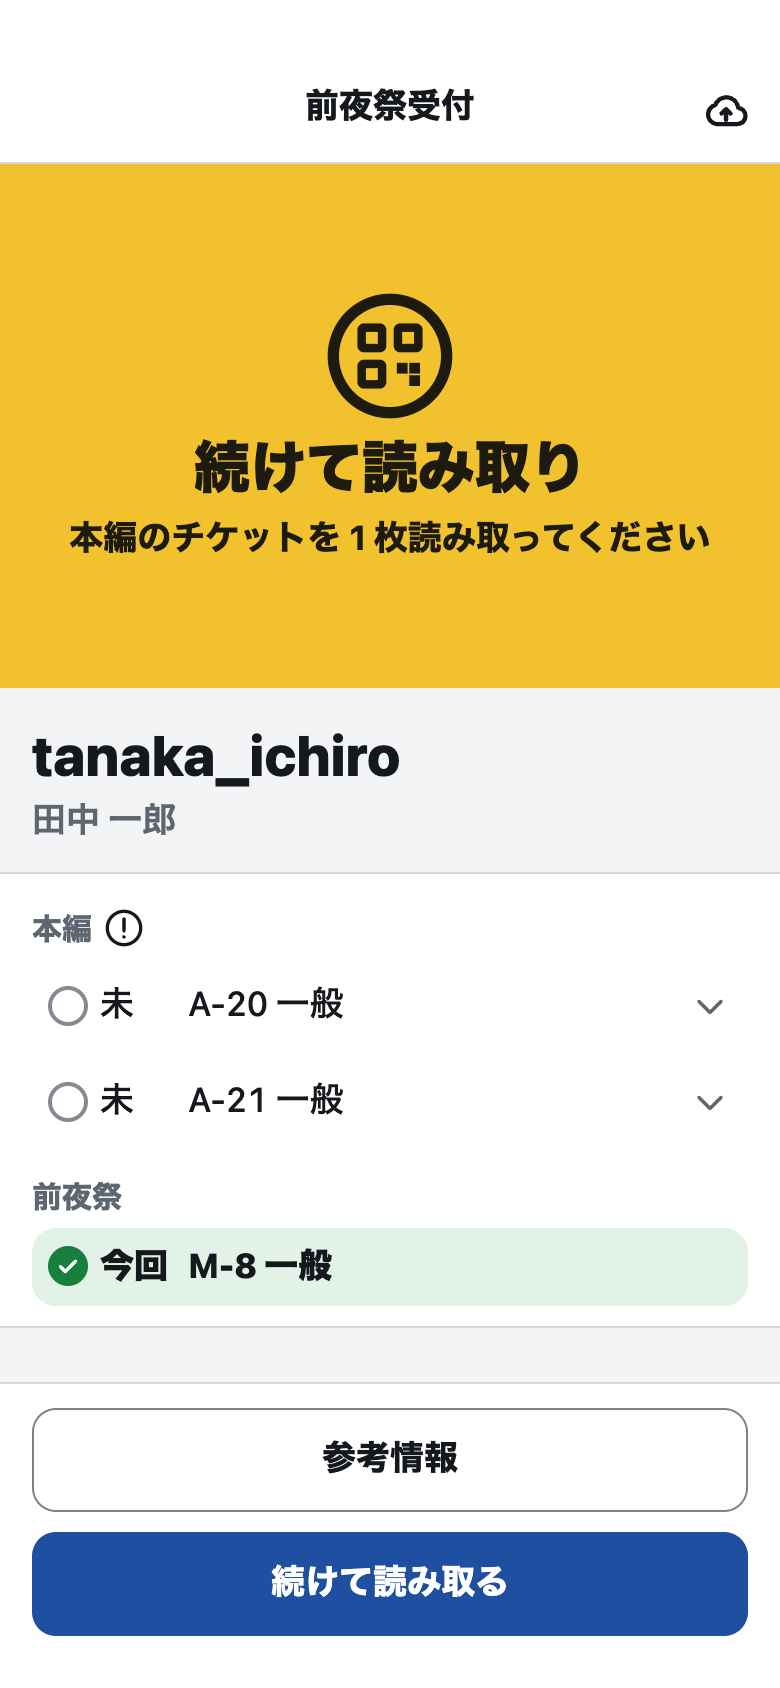 前夜祭受付
続けて読み取り
本編のチケットを1枚読み取ってください
tanaka_ichiro
田中 一郎
本編
未 A-20 一般
未 A-21 一般
前夜祭
今回 M-8 一般
参考情報
続けて読み取る